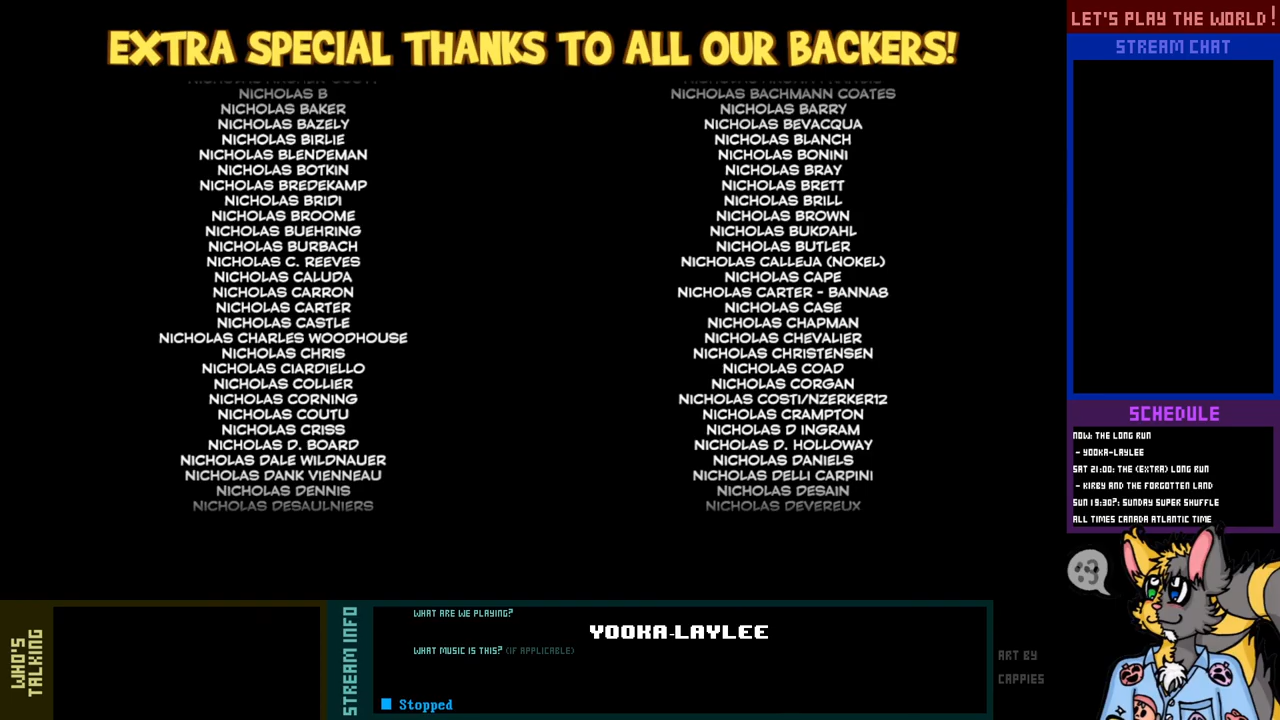 EXTRA SPECIAL THANKS TO ALL OUR BACKERS!
NICHOLAS B
NICHOLAS BAKER
NICHOLAS BAZELY
NICHOLAS BIRLIE
NICHOLAS BLENDEMAN
NICHOLAS BOTKIN
NICHOLAS BREDEKAMP
NICHOLAS BRIDI
NICHOLAS BROOME
NICHOLAS BUEHRING
NICHOLAS BURBACH
NICHOLAS C. REEVES
NICHOLAS CALUDA
NICHOLAS CARRON
NICHOLAS CARTER
NICHOLAS CASTLE
NICHOLAS CHARLES WOODHOUSE
NICHOLAS CHRIS
NICHOLAS CIARDIELLO
NICHOLAS COLLIER
NICHOLAS CORNING
NICHOLAS COUTU
NICHOLAS CRISS
NICHOLAS D. BOARD
NICHOLAS DALE WILDNAUER
NICHOLAS DANK VIENNEAU
NICHOLAS DENNIS
NICHOLAS DESAULNIERS
NICHOLAS BACHMANN COATES
NICHOLAS BARRY
NICHOLAS BEVACQUA
NICHOLAS BLANCH
NICHOLAS BONINI
NICHOLAS BRAY
NICHOLAS BRETT
NICHOLAS BRILL
NICHOLAS BROWN
NICHOLAS BUKDAHL
NICHOLAS BUTLER
NICHOLAS CALLEJA (NOKEL)
NICHOLAS CAPE
NICHOLAS CARTER - BANNA8
NICHOLAS CASE
NICHOLAS CHAPMAN
NICHOLAS CHEVALIER
NICHOLAS CHRISTENSEN
NICHOLAS COAD
NICHOLAS CORGAN
NICHOLAS COSTI/NZERKER12
NICHOLAS CRAMPTON
NICHOLAS D INGRAM
NICHOLAS D. HOLLOWAY
NICHOLAS DANIELS
NICHOLAS DELLI CARPINI
NICHOLAS DESAIN
NICHOLAS DEVEREUX
LET'S PLAY THE WORLD!
STREAM CHAT
SCHEDULE
NOW: THE LONG RUN
- YOOKA-LAYLEE
SAT 21:00: THE (EXTRA) LONG RUN
- KIRBY AND THE FORGOTTEN LAND
SUN 19:30?: SUNDAY SUPER SHUFFLE
ALL TIMES CANADA ATLANTIC TIME
:3
WHO'S
TALKING
STREAM INFO
WHAT ARE WE PLAYING?
YOOKA-LAYLEE
WHAT MUSIC IS THIS? (IF APPLICABLE)
Stopped
ART BY
CAPPIES